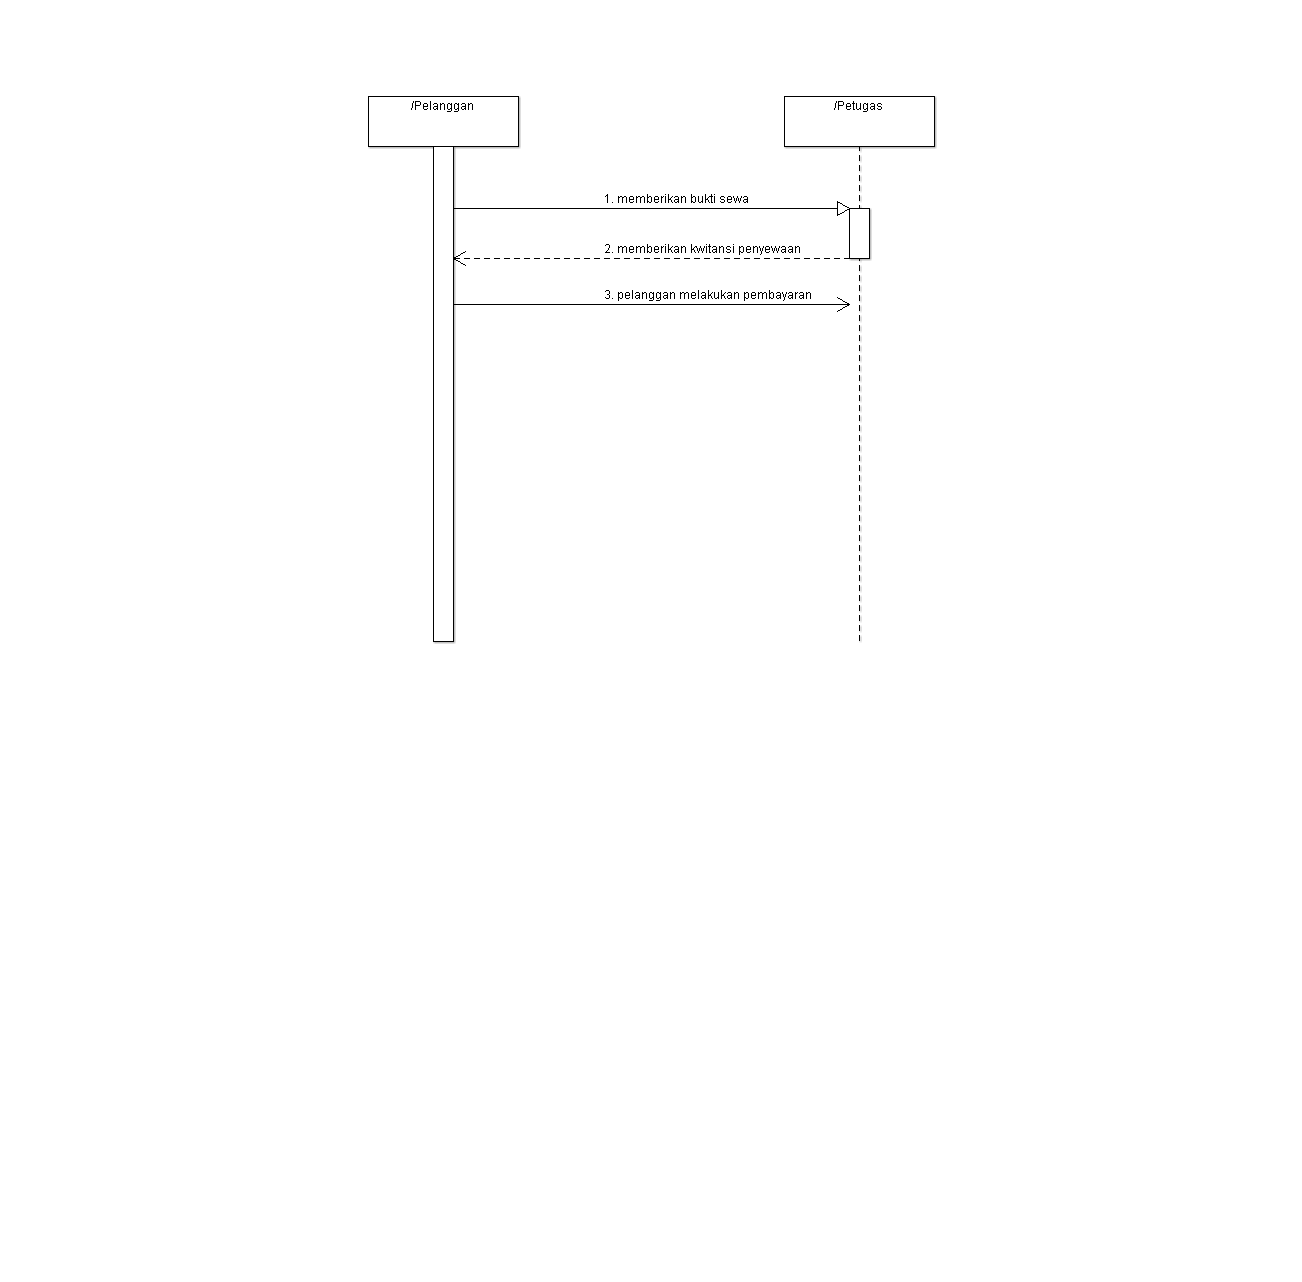 /Pelanggan
/Petugas
1. memberikan bukti sewa
2. memberikan kwitansi penyewaan
3. pelanggan melakukan pembayaran